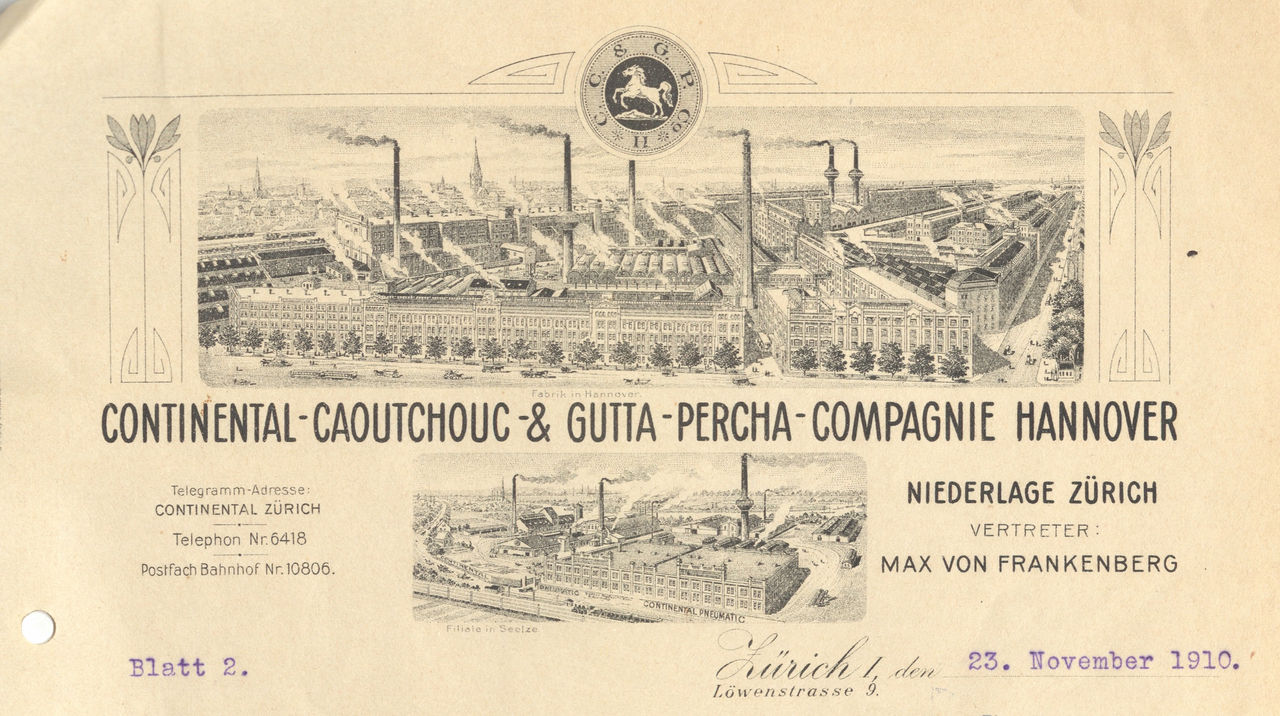 C. C. & G. P. Co. H
Fabrik in Hannover.
CONTINENTAL-CAOUTCHOUC-& GUTTA-PERCHA-COMPAGNIE HANNOVER
Telegramm-Adresse:
CONTINENTAL ZÜRICH
Telephon Nr. 6418
Postfach Bahnhof Nr. 10806.
CONTINENTAL PNEUMATIC
Filiale in Seelze.
NIEDERLAGE ZÜRICH
VERTRETER:
MAX VON FRANKENBERG
Blatt 2.
Zürich I, den 23. November 1910.
Löwenstrasse 9.